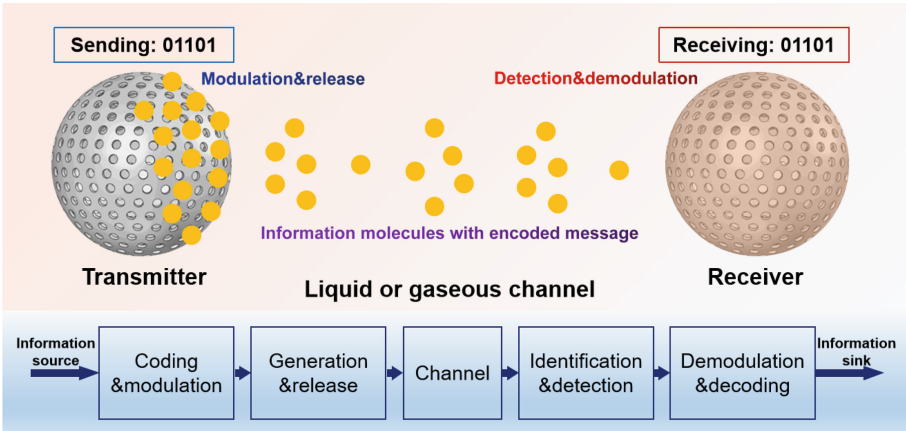 Sending: 01101
Receiving: 01101
Modulation&release
Detection&demodulation
Information molecules with encoded message
Transmitter
Receiver
Liquid or gaseous channel
Information
source
Coding
&modulation
Generation
&release
Channel
Identification
&detection
Demodulation
&decoding
Information
sink